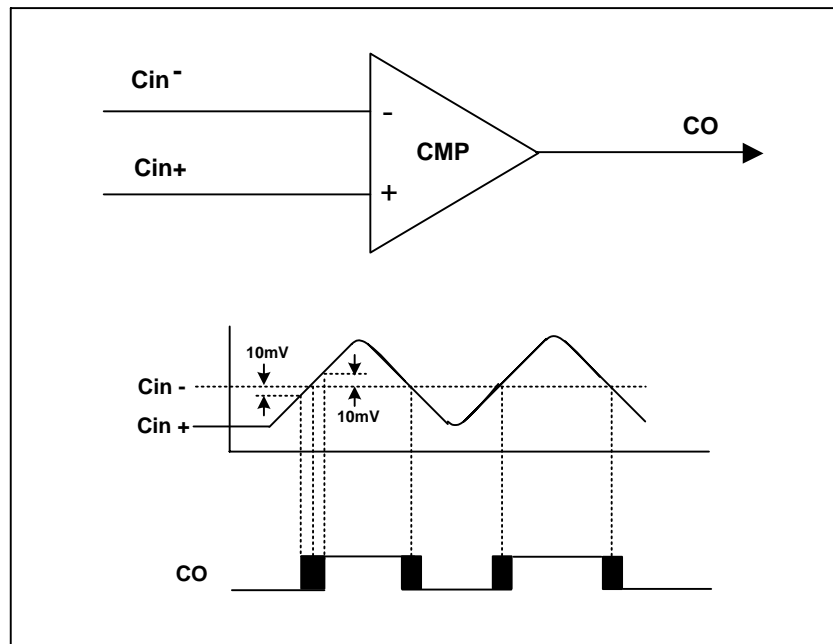 Cin -
-
CO
CMP
Cin+
+
10mV
Cin -
10mV
Cin +
CO